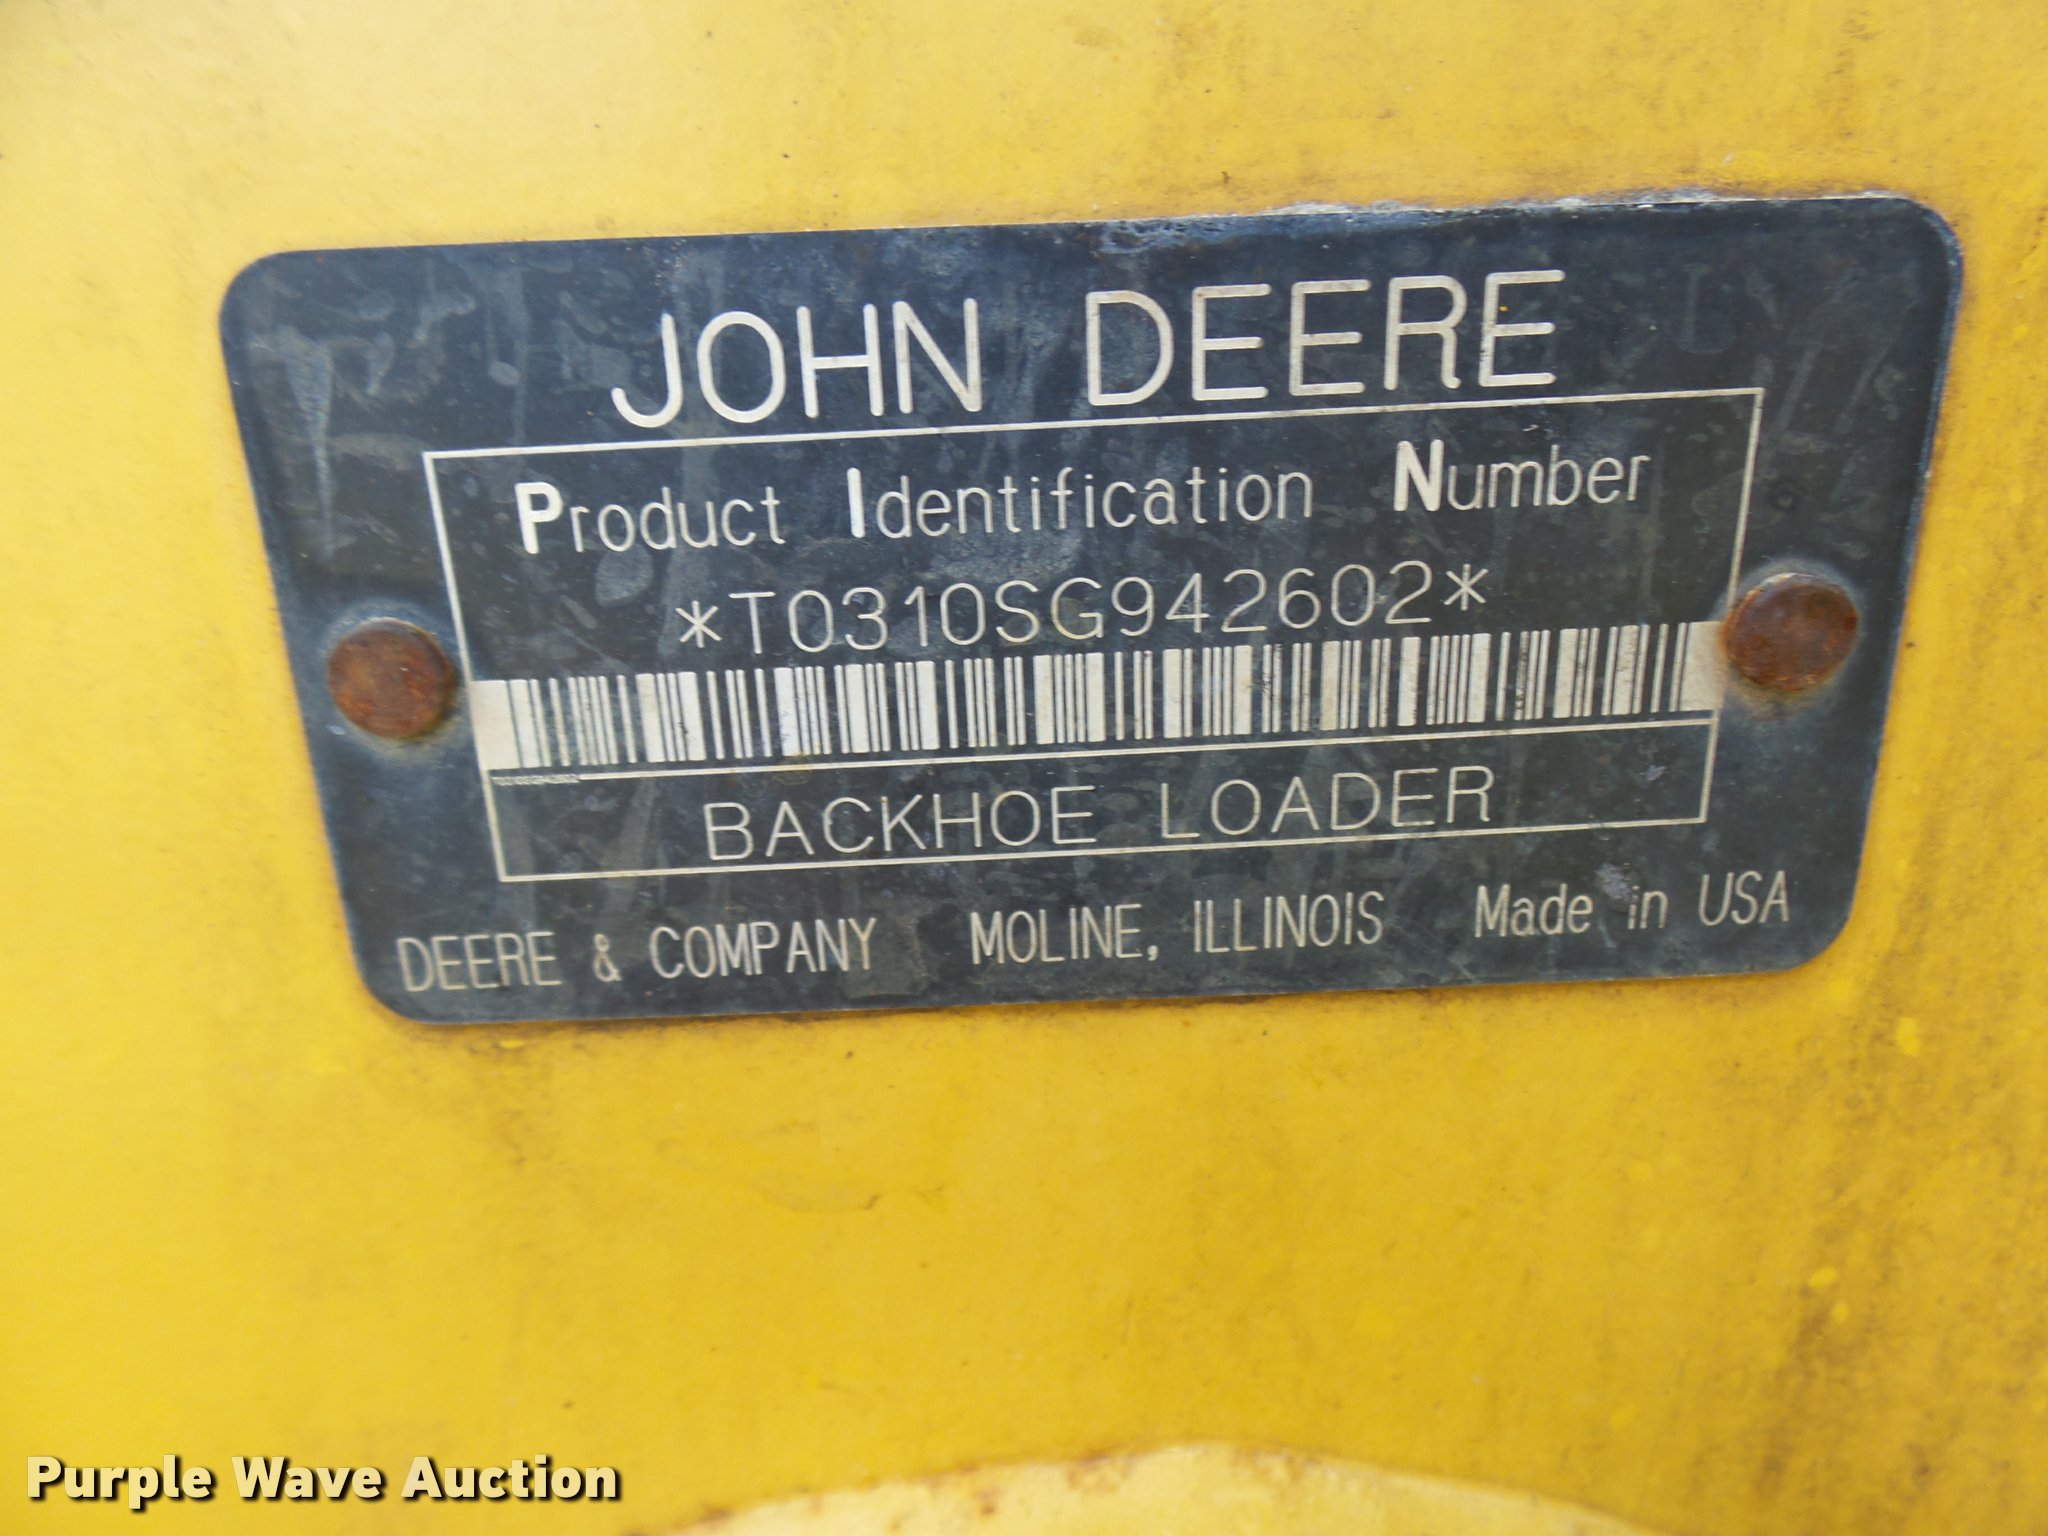 JOHN DEERE
Product Identification Number
*T0310SG942602*
BACKHOE LOADER
DEERE & COMPANY MOLINE, ILLINOIS Made in USA
Purple Wave Auction